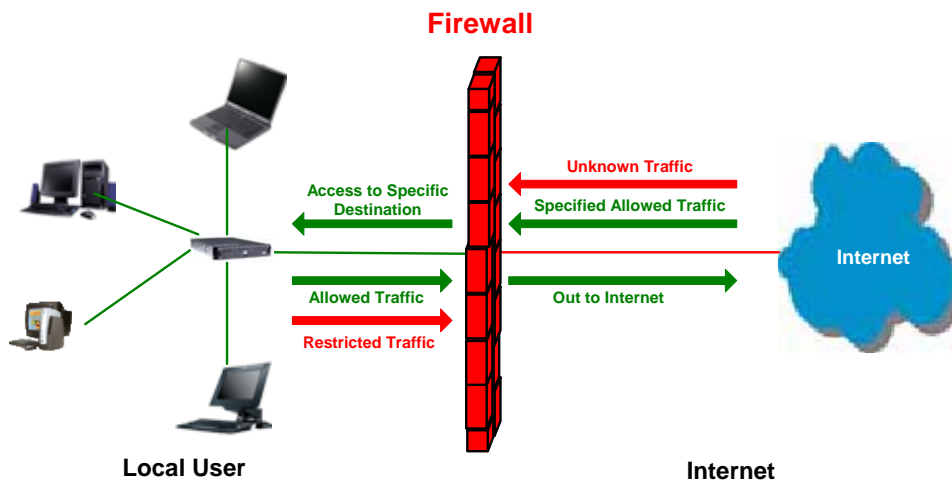 Firewall
Unknown Traffic
Access to Specific
Destination
Specified Allowed Traffic
Internet
Allowed Traffic
Out to Internet
Restricted Traffic
Local User
Internet